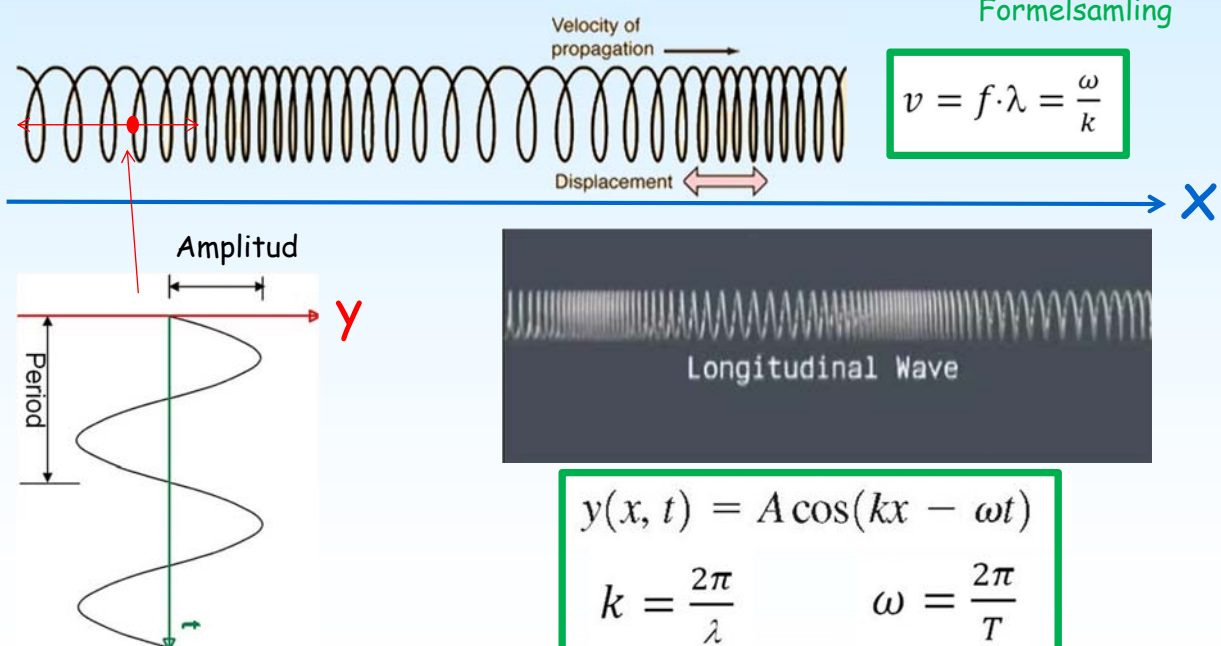 Formelsamling
Velocity of
propagation
v = f·λ = ω/k
Displacement
X
Amplitud
y
Period
t
Longitudinal Wave
y(x, t) = A cos(kx − ωt)
k = 2π/λ ω = 2π/T